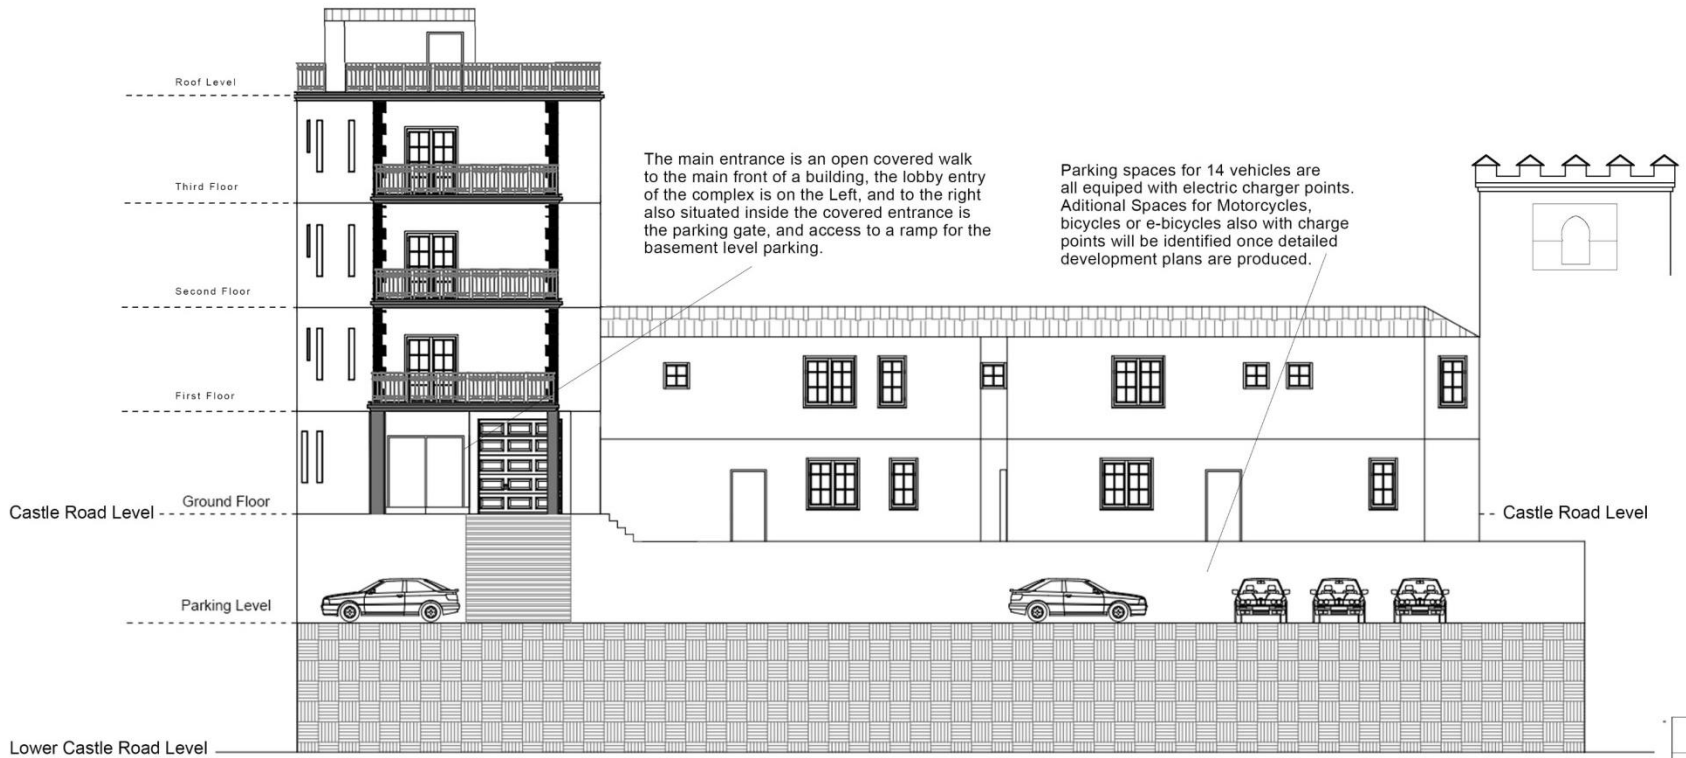 Roof Level
The main entrance is an open covered walk
to the main front of a building, the lobby entry
of the complex is on the Left, and to the right
also situated inside the covered entrance is
the parking gate, and access to a ramp for the
basement level parking.
Parking spaces for 14 vehicles are
all equiped with electric charger points.
Aditional Spaces for Motorcycles,
bicycles or e-bicycles also with charge
points will be identified once detailed
development plans are produced.
Third Floor
Second Floor
First Floor
Ground Floor
Castle Road Level
Castle Road Level
Parking Level
Lower Castle Road Level